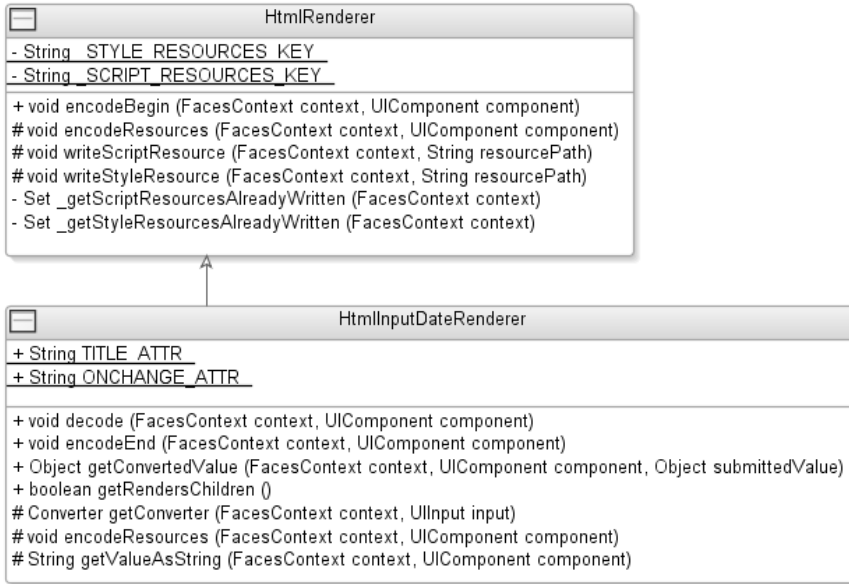 HtmlRenderer
- String _STYLE_RESOURCES_KEY
- String _SCRIPT_RESOURCES_KEY
+ void encodeBegin (FacesContext context, UIComponent component)
# void encodeResources (FacesContext context, UIComponent component)
# void writeScriptResource (FacesContext context, String resourcePath)
# void writeStyleResource (FacesContext context, String resourcePath)
- Set _getScriptResourcesAlreadyWritten (FacesContext context)
- Set _getStyleResourcesAlreadyWritten (FacesContext context)
HtmlInputDateRenderer
+ String TITLE_ATTR
+ String ONCHANGE_ATTR
+ void decode (FacesContext context, UIComponent component)
+ void encodeEnd (FacesContext context, UIComponent component)
+ Object getConvertedValue (FacesContext context, UIComponent component, Object submittedValue)
+ boolean getRendersChildren ()
# Converter getConverter (FacesContext context, UIInput input)
# void encodeResources (FacesContext context, UIComponent component)
# String getValueAsString (FacesContext context, UIComponent component)